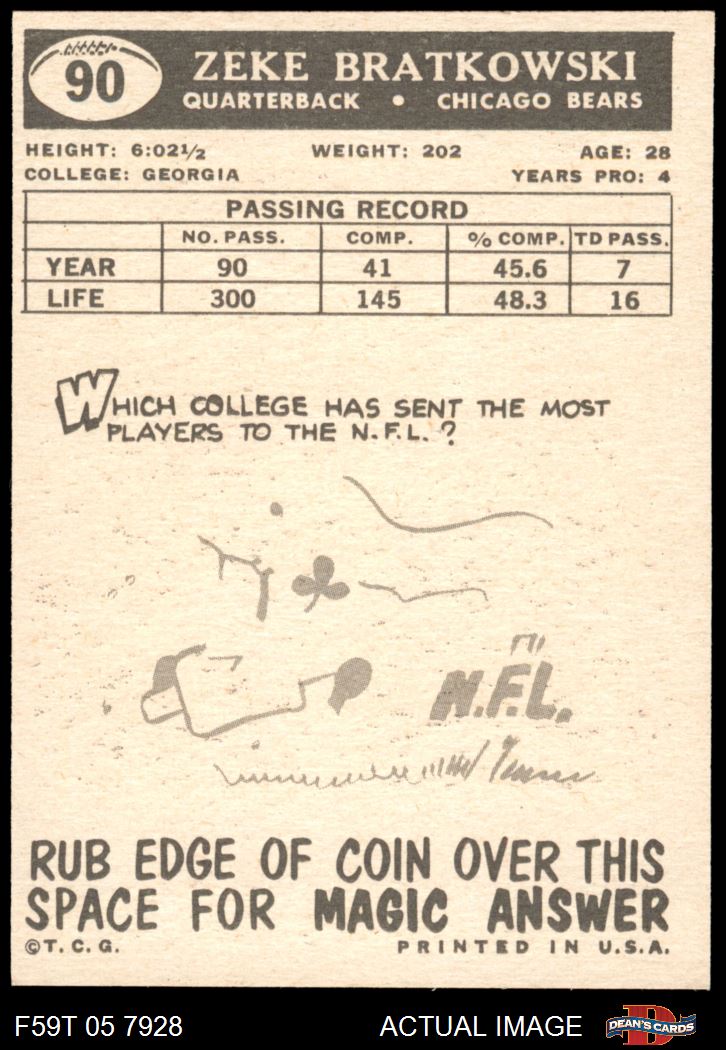 90
ZEKE BRATKOWSKI
QUARTERBACK • CHICAGO BEARS
HEIGHT: 6:02½ WEIGHT: 202 AGE: 28
COLLEGE: GEORGIA YEARS PRO: 4
PASSING RECORD
NO. PASS. COMP. % COMP. TD PASS.
YEAR 90 41 45.6 7
LIFE 300 145 48.3 16
WHICH COLLEGE HAS SENT THE MOST
PLAYERS TO THE N.F.L.?
N.F.L.
RUB EDGE OF COIN OVER THIS
SPACE FOR MAGIC ANSWER
©T.C.G. PRINTED IN U.S.A.
F59T 05 7928 ACTUAL IMAGE D DEAN'S CARDS